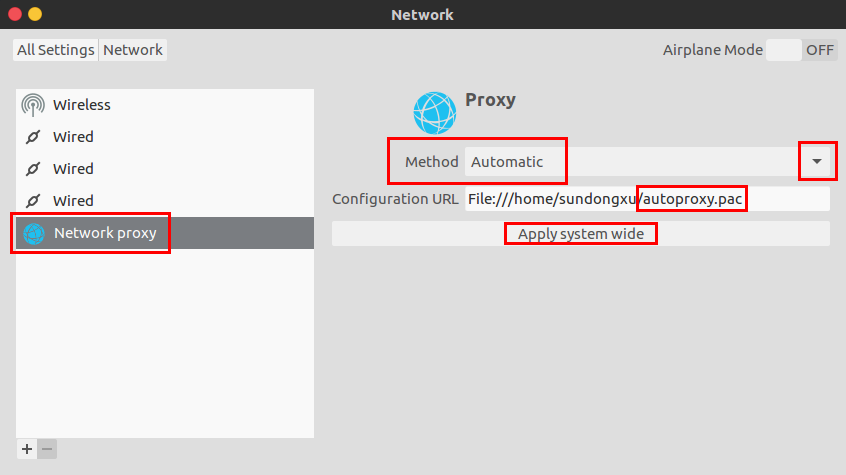 Network
All Settings Network
Airplane Mode OFF
Wireless
Wired
Wired
Wired
Network proxy
Proxy
Method Automatic
Configuration URL File:///home/sundongxu/autoproxy.pac
Apply system wide